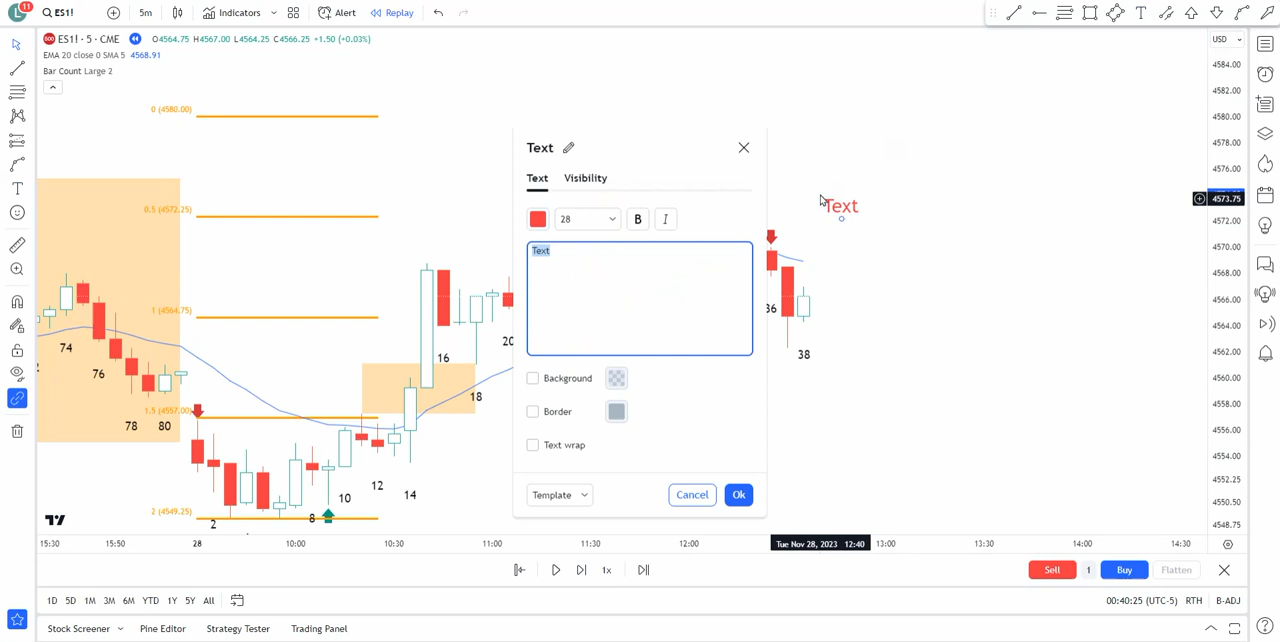 L 11 ES1! 5m Indicators Alert Replay
500 ES1! · 5 · CME O4564.75 H4567.00 L4564.25 C4566.25 +1.50 (+0.03%) USD
EMA 20 close 0 SMA 5 4568.91
Bar Count Large 2
4584.00
4582.00
0 (4580.00) 4580.00
4578.00
4576.00
4573.75
0.5 (4572.25) 4572.00
4570.00
4568.00
4566.00
1 (4564.75) 4564.00
4562.00
4560.00
4558.00
1.5 (4557.00) 4556.00
4554.00
4552.25
4550.50
2 (4549.25) 4548.75
74 76 78 80 2 8 10 12 14 16 18 20 36 38
Text
Text
Text Visibility
28 B I
Text
Background
Border
Text wrap
Template Cancel Ok
15:30 15:50 28 10:00 10:30 11:00 11:30 12:00 Tue Nov 28, 2023 12:40 13:00 13:30 14:00 14:30
1x Sell 1 Buy Flatten
1D 5D 1M 3M 6M YTD 1Y 5Y All 00:40:25 (UTC-5) RTH B-ADJ
Stock Screener Pine Editor Strategy Tester Trading Panel